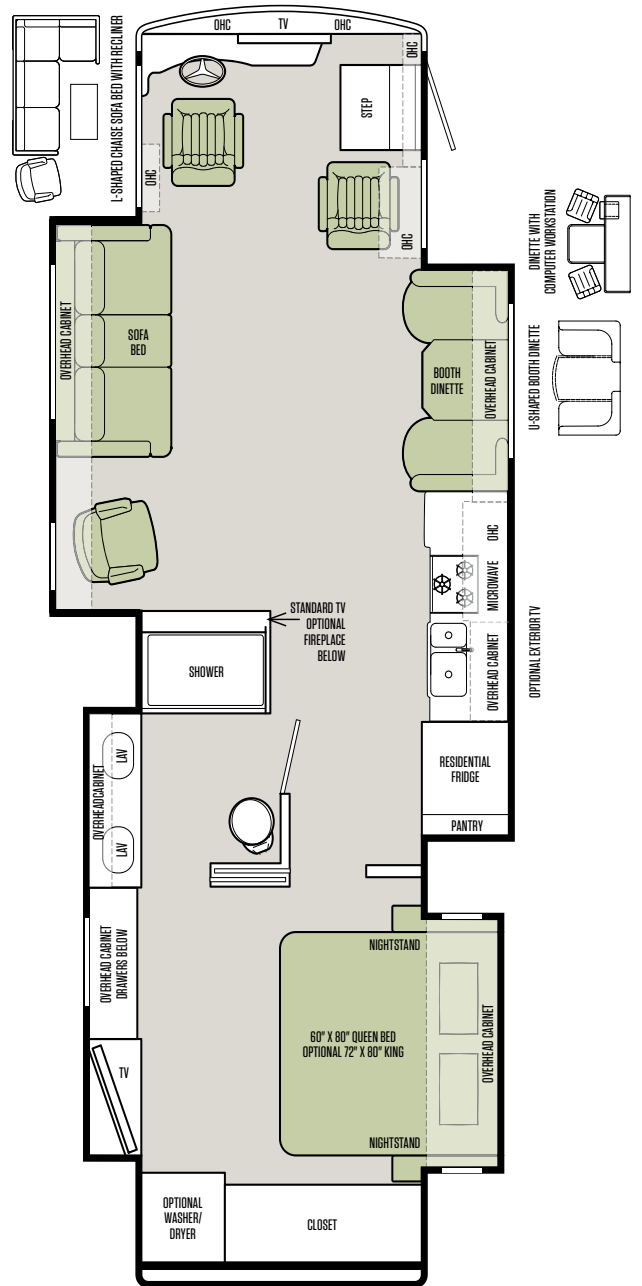 OHC
TV
OHC
OHC
L-SHAPED CHAISE SOFA BED WITH RECLINER
STEP
OHC
OHC
DINETTE WITH
COMPUTER WORKSTATION
OVERHEAD CABINET
SOFA
BED
BOOTH
DINETTE
OVERHEAD CABINET
U-SHAPED BOOTH DINETTE
OHC
MICROWAVE
STANDARD TV
OPTIONAL
FIREPLACE
BELOW
OVERHEAD CABINET
OPTIONAL EXTERIOR TV
SHOWER
LAV
OVERHEADCABINET
LAV
RESIDENTIAL
FRIDGE
PANTRY
OVERHEAD CABINET
DRAWERS BELOW
NIGHTSTAND
60" X 80" QUEEN BED
OPTIONAL 72" X 80" KING
OVERHEAD CABINET
TV
NIGHTSTAND
OPTIONAL
WASHER/
DRYER
CLOSET